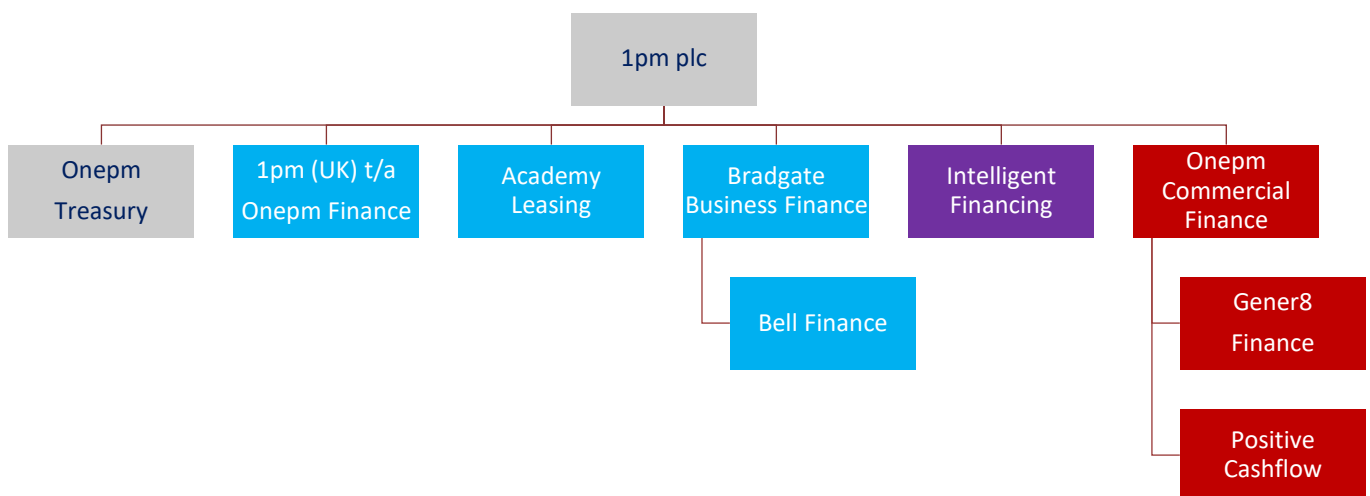 1pm plc
Onepm
Treasury
1pm (UK) t/a
Onepm Finance
Academy
Leasing
Bradgate
Business Finance
Intelligent
Financing
Onepm
Commercial
Finance
Bell Finance
Gener8
Finance
Positive
Cashflow